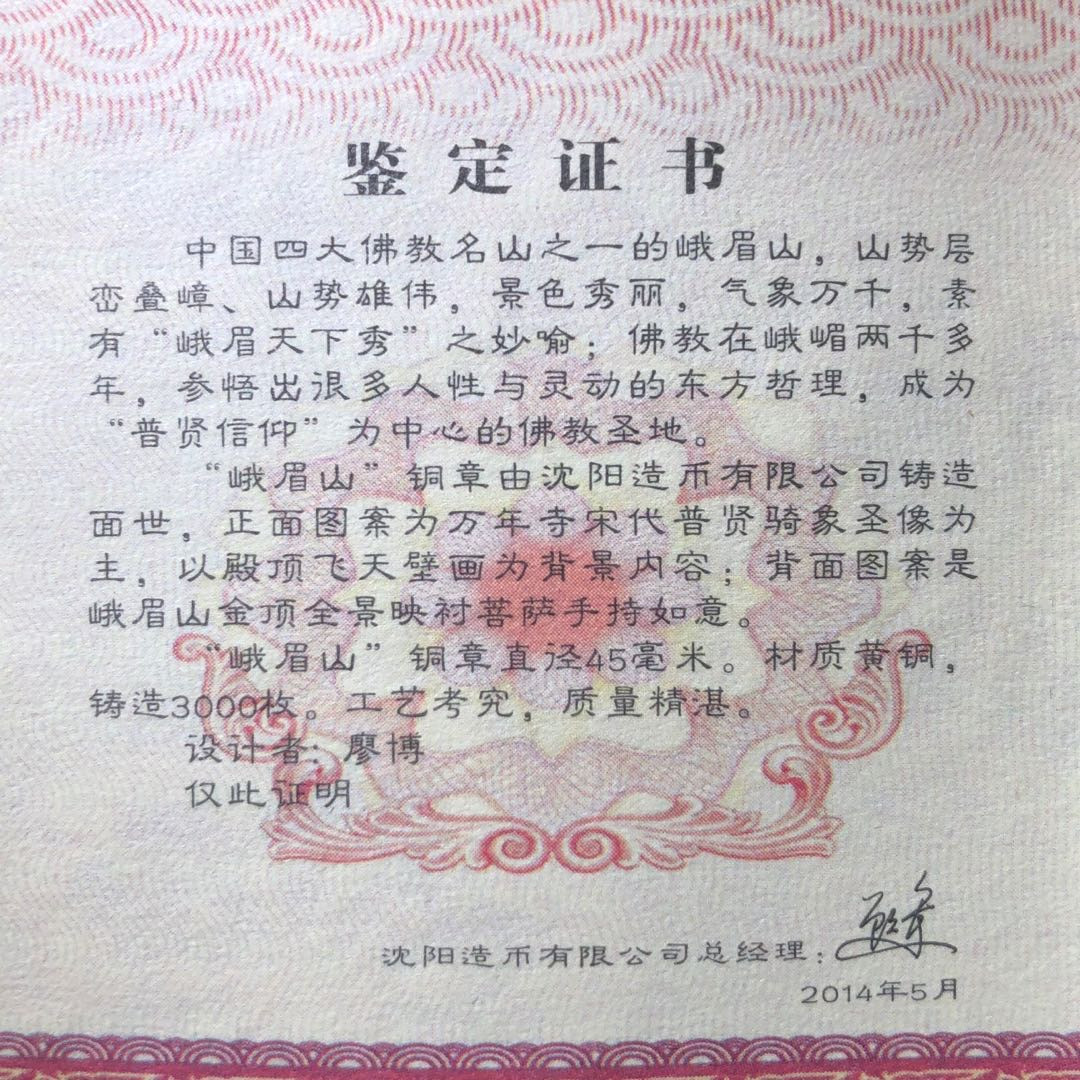 鉴定证书
中国四大佛教名山之一的峨眉山，山势层
峦叠嶂、山势雄伟，景色秀丽，气象万千，素
有“峨眉天下秀”之妙喻；佛教在峨嵋两千多
年，参悟出很多人性与灵动的东方哲理，成为
“普贤信仰”为中心的佛教圣地。
“峨眉山”铜章由沈阳造币有限公司铸造
面世，正面图案为万年寺宋代普贤骑象圣像为
主，以殿顶飞天壁画为背景内容；背面图案是
峨眉山金顶全景映衬菩萨手持如意。
“峨眉山”铜章直径45毫米。材质黄铜，
铸造3000枚。工艺考究，质量精湛。
设计者：廖博
仅此证明
沈阳造币有限公司总经理：
2014年5月